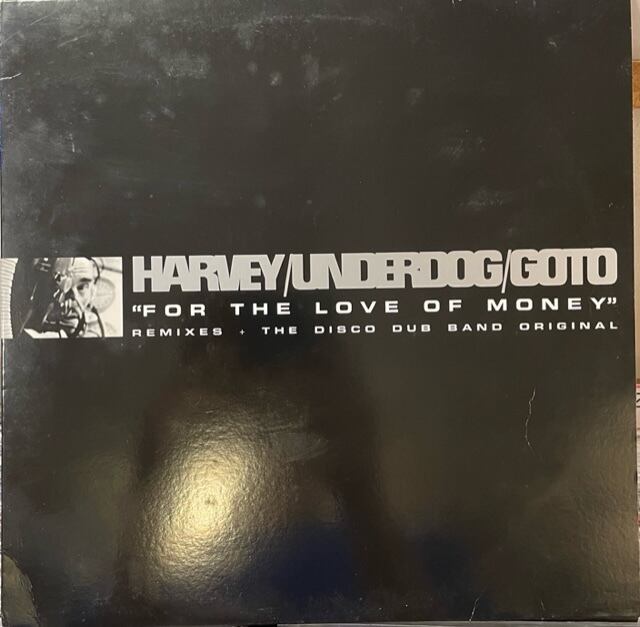 HARVEY/UNDERDOG/GOTO
"FOR THE LOVE OF MONEY"
REMIXES + THE DISCO DUB BAND ORIGINAL